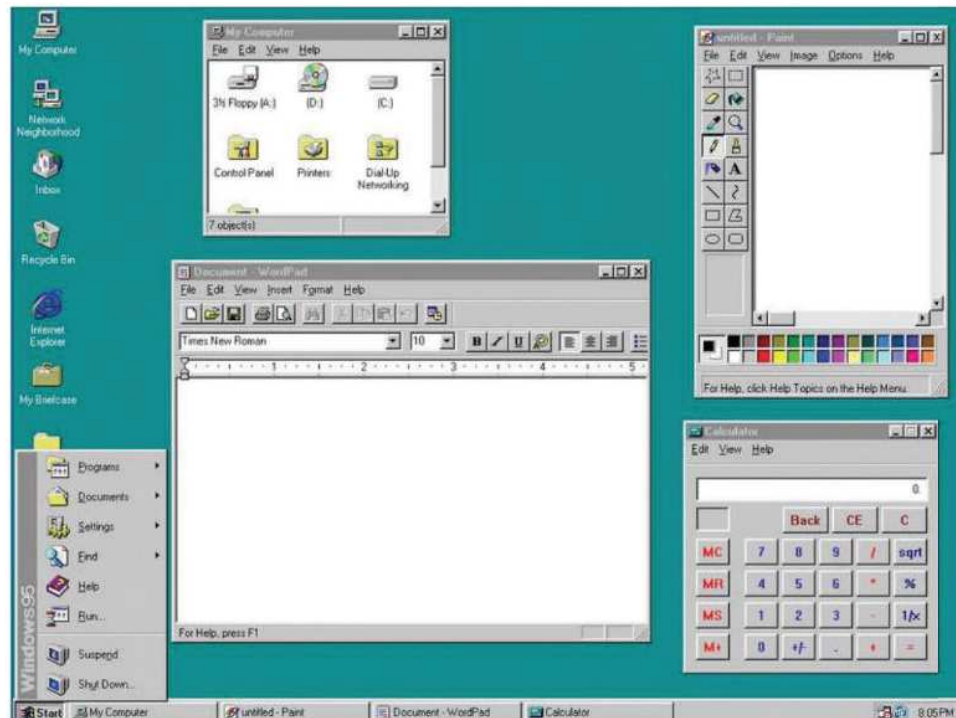 My Computer
Network
Neighborhood
Inbox
Recycle Bin
Internet
Explorer
My Briefcase
My Computer
File Edit View Help
3½ Floppy (A:) (D:) (C:)
Control Panel Printers Dial-Up
Networking
7 object(s)
untitled - Paint
File Edit View Image Options Help
A
For Help, click Help Topics on the Help Menu.
Document - WordPad
File Edit View Insert Format Help
Times New Roman 10 B I U
1 2 3 4 5
For Help, press F1
Calculator
Edit View Help
0.
Back CE C
MC 7 8 9 / sqrt
MR 4 5 6 * %
MS 1 2 3 - 1/x
M+ 0 +/- . + =
Windows95
Programs
Documents
Settings
Find
Help
Run...
Suspend
Shut Down...
Start My Computer untitled - Paint Document - WordPad Calculator 8:05 PM